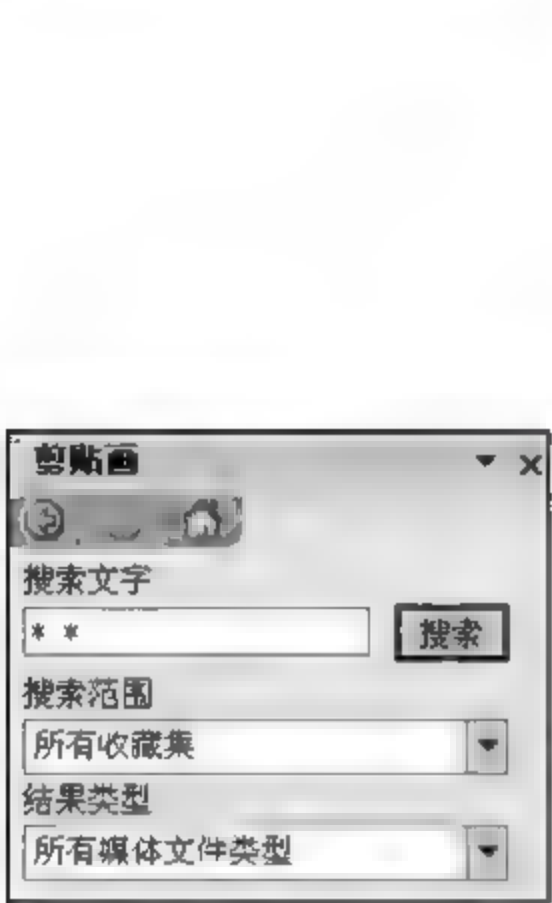 剪贴画
搜索文字
* *
搜索
搜索范围
所有收藏集
结果类型
所有媒体文件类型